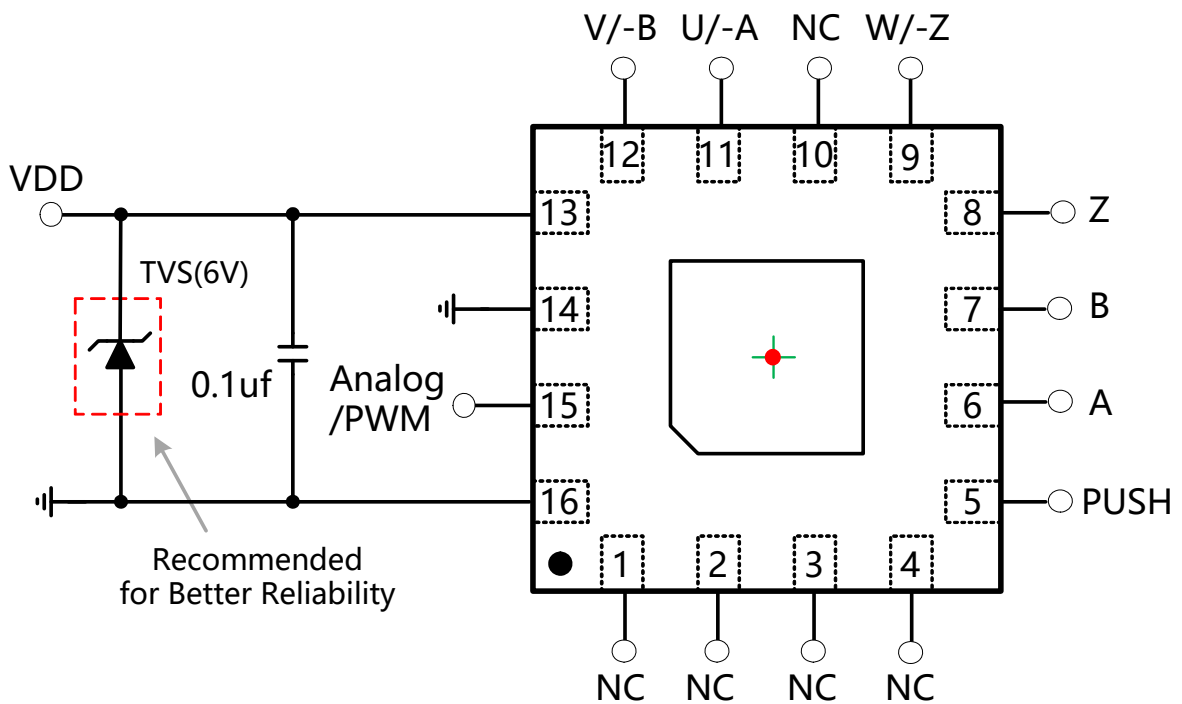 V/-B U/-A NC W/-Z
12 11 10 9
VDD
13
8 Z
TVS(6V)
14
7 B
0.1uf
Analog
/PWM
15
6 A
16
5 PUSH
Recommended
for Better Reliability
1 2 3 4
NC NC NC NC